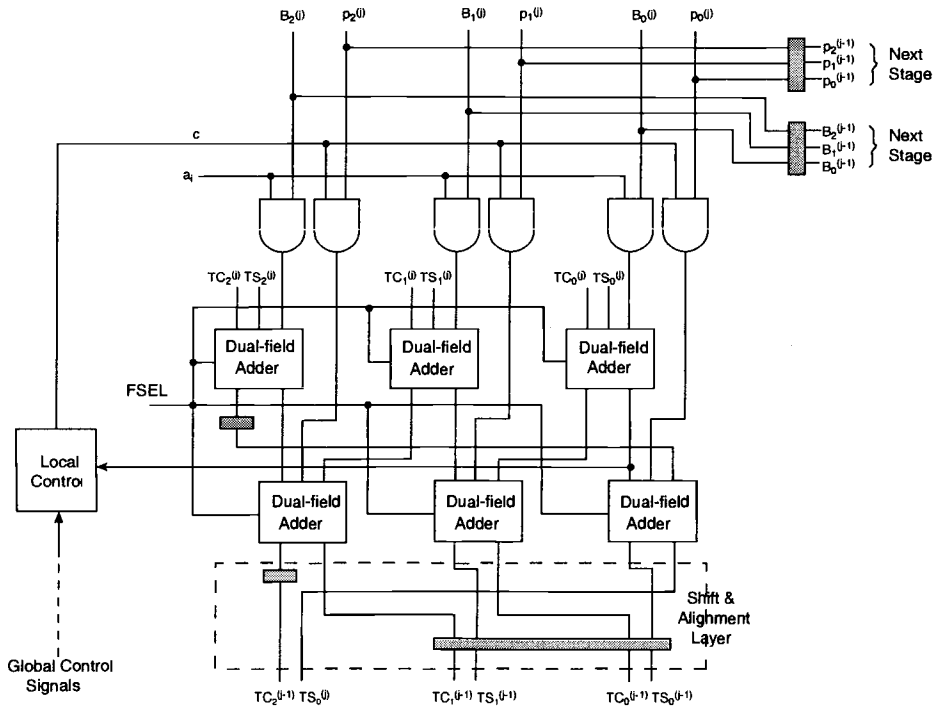 B₂(j) p₂(j) B₁(j) p₁(j) B₀(j) p₀(j)
p₂(j-1)
p₁(j-1)
p₀(j-1)
Next
Stage
B₂(j-1)
B₁(j-1)
B₀(j-1)
Next
Stage
c
aᵢ
TC₂(j) TS₂(j) TC₁(j) TS₁(j) TC₀(j) TS₀(j)
Dual-field
Adder
Dual-field
Adder
Dual-field
Adder
FSEL
Local
Control
Dual-field
Adder
Dual-field
Adder
Dual-field
Adder
Shift &
Alighment
Layer
Global Control
Signals
TC₂(j-1) TS₀(j) TC₁(j-1) TS₁(j-1) TC₀(j-1) TS₀(j-1)